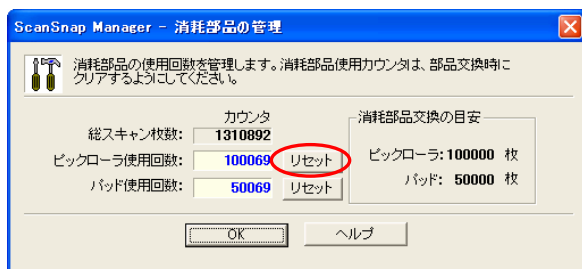 ScanSnap Manager - 消耗部品の管理
消耗部品の使用回数を管理します。消耗部品使用カウンタは、部品交換時に
クリアするようにしてください。
カウンタ
総スキャン枚数: 1310892
ピックローラ使用回数: 100069 リセット
パッド使用回数: 50069 リセット
消耗部品交換の目安
ピックローラ: 100000 枚
パッド: 50000 枚
OK ヘルプ